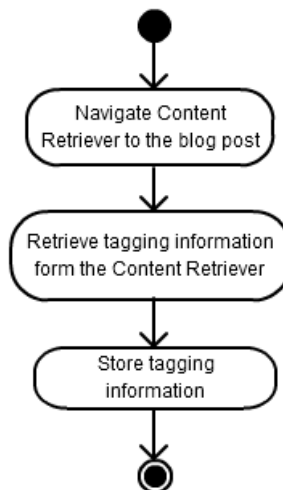 Navigate Content
Retriever to the blog post
Retrieve tagging information
form the Content Retriever
Store tagging
information